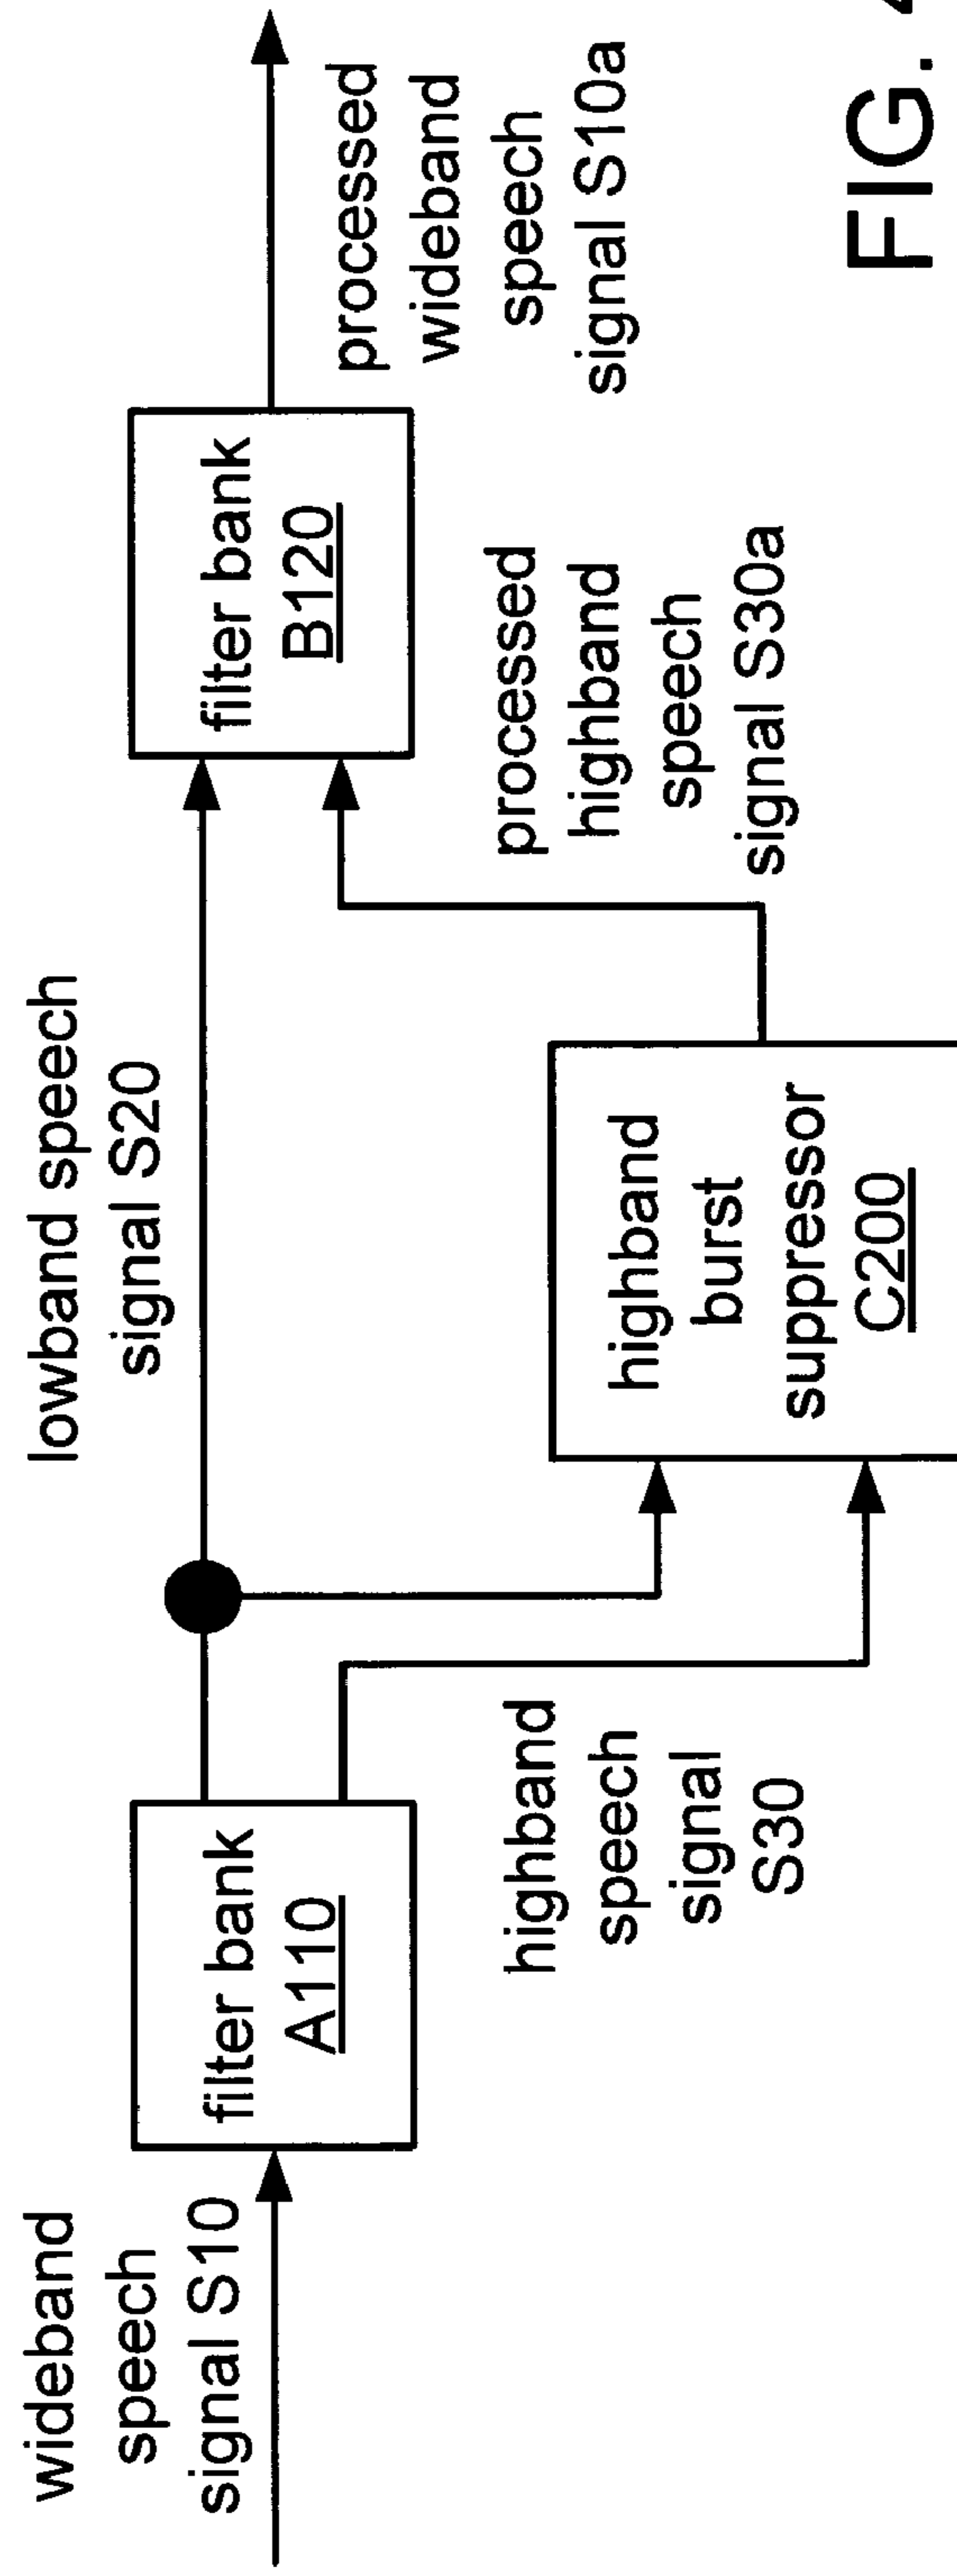 wideband
speech
signal S10
filter bank
A110
lowband speech
signal S20
highband
speech
signal
S30
highband
burst
suppressor
C200
filter bank
B120
processed
highband
speech
signal S30a
processed
wideband
speech
signal S10a
FIG.